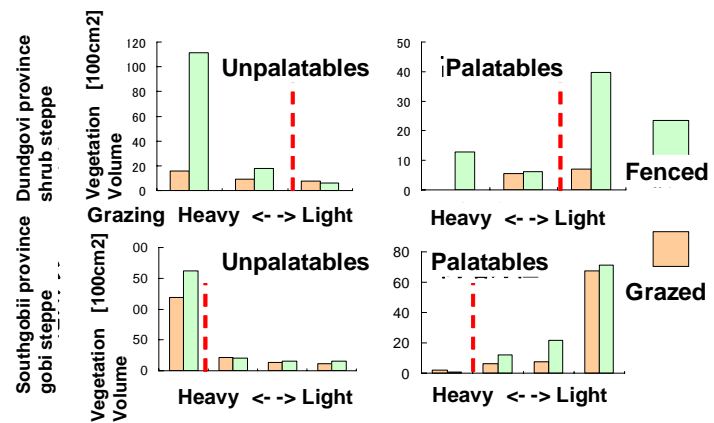 Dundgovi province
shrub steppe
Vegetation [100cm2]
Volume
120
100
80
60
40
20
0
Unpalatables
Grazing Heavy <- -> Light
50
40
30
20
10
0
Palatables
Heavy <- -> Light
Fenced
Southgobii province
gobi steppe
Vegetation [100cm2]
Volume
00
50
00
50
0
Unpalatables
Heavy <- -> Light
80
60
40
20
0
Palatables
Heavy <- -> Light
Grazed